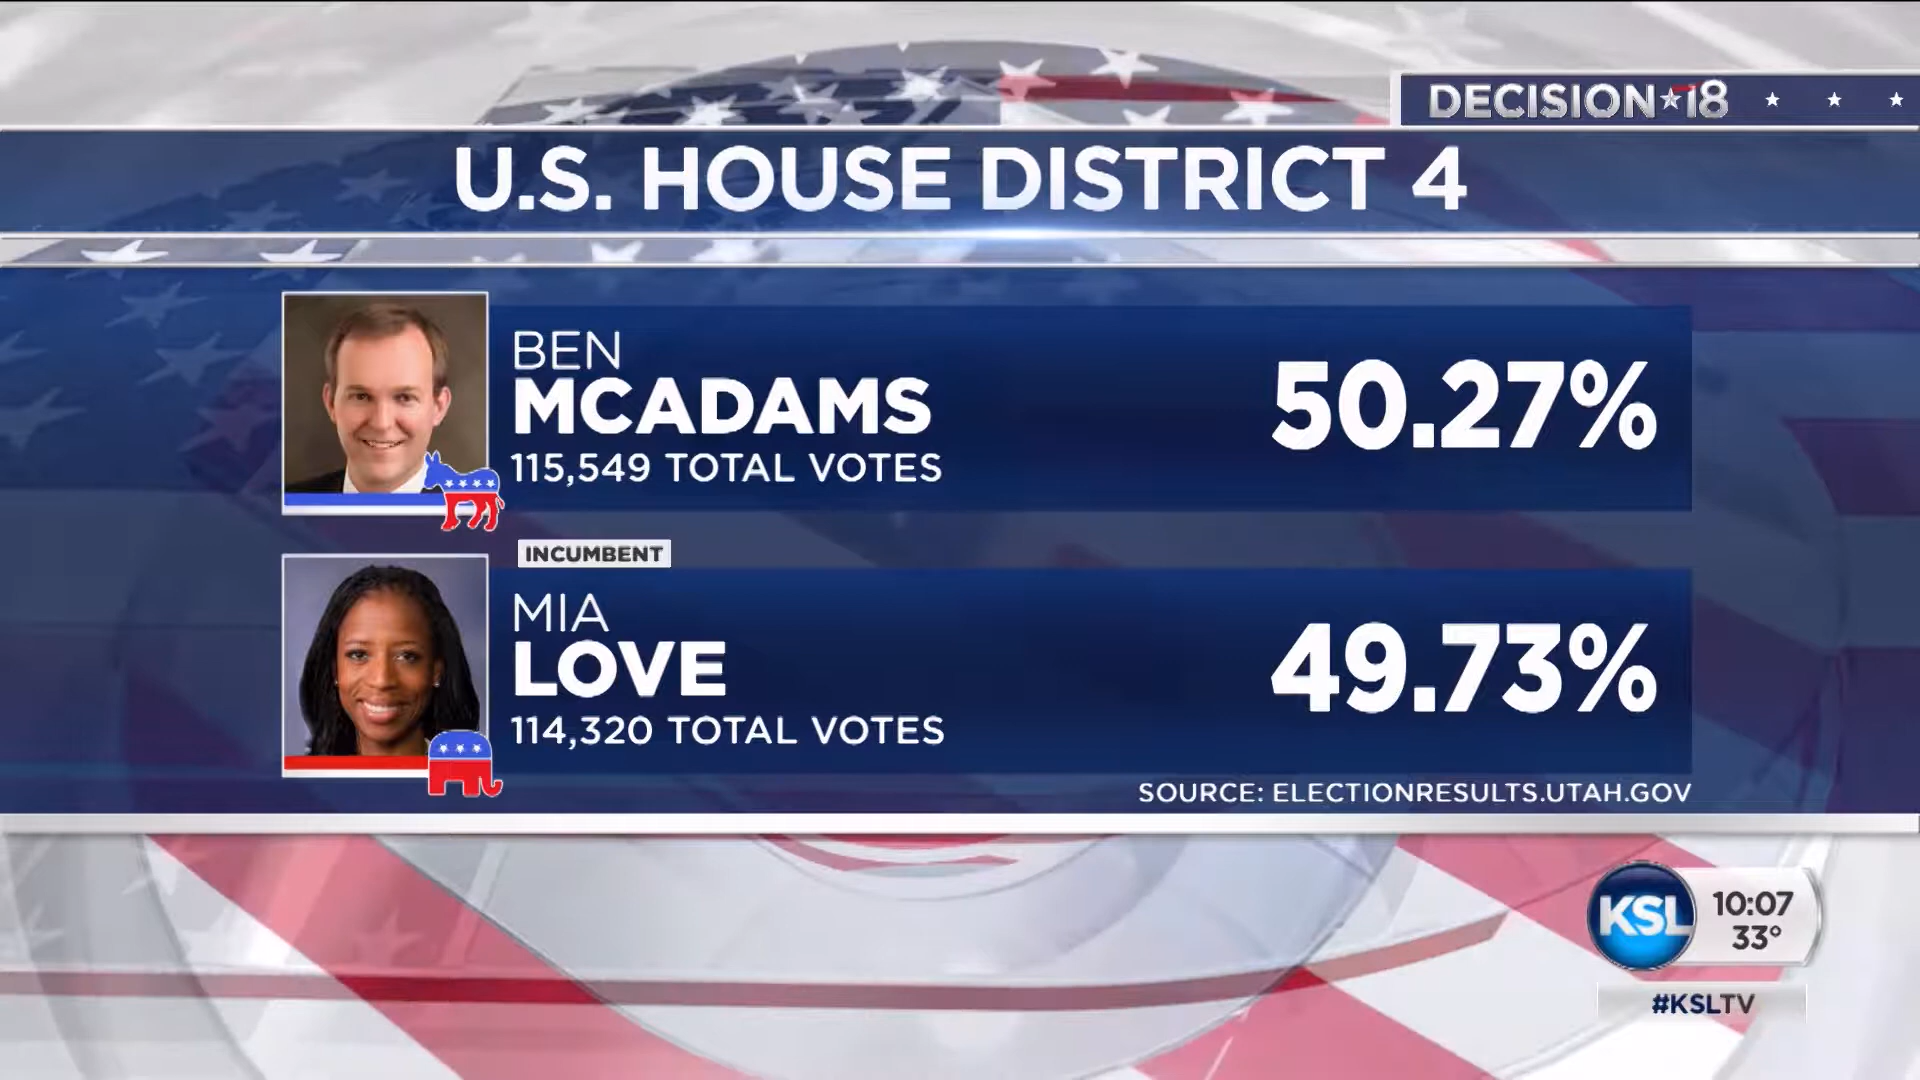 DECISION★18
U.S. HOUSE DISTRICT 4
BEN
MCADAMS
115,549 TOTAL VOTES
50.27%
INCUMBENT
MIA
LOVE
114,320 TOTAL VOTES
49.73%
SOURCE: ELECTIONRESULTS.UTAH.GOV
KSL
10:07
33°
#KSLTV